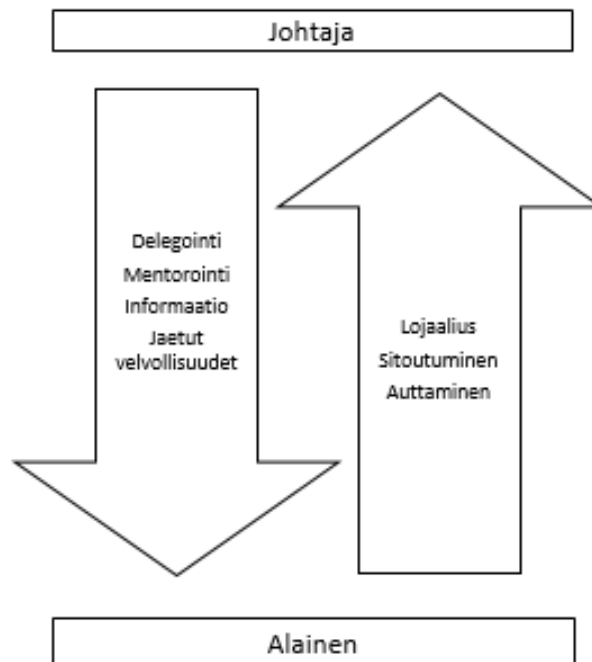 Johtaja
Delegointi
Mentorointi
Informaatio
Jaetut
velvollisuudet
Lojaalius
Sitoutuminen
Auttaminen
Alainen